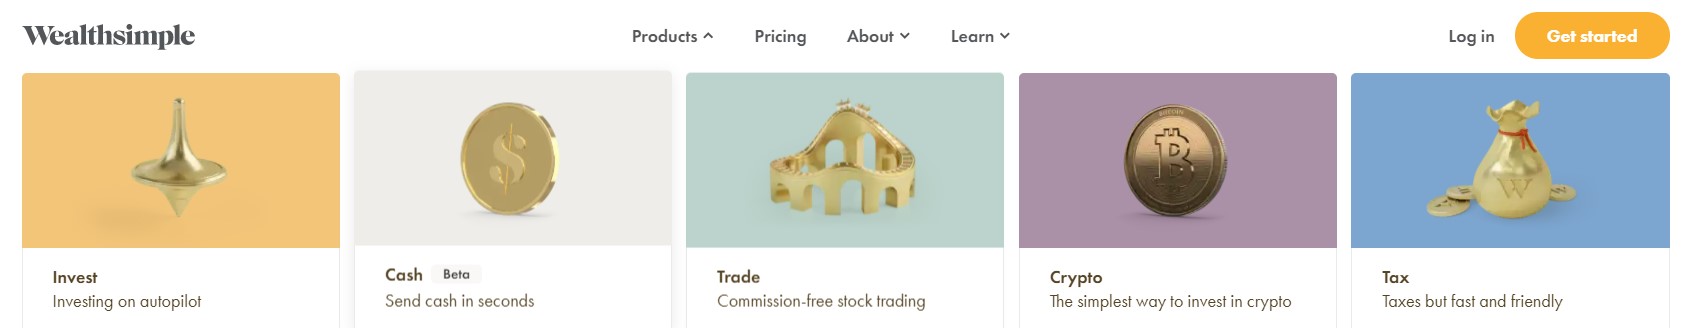 Wealthsimple
Products
Pricing
About
Learn
Log in
Get started
BITCOIN
W
Invest
Investing on autopilot
Cash Beta
Send cash in seconds
Trade
Commission-free stock trading
Crypto
The simplest way to invest in crypto
Tax
Taxes but fast and friendly